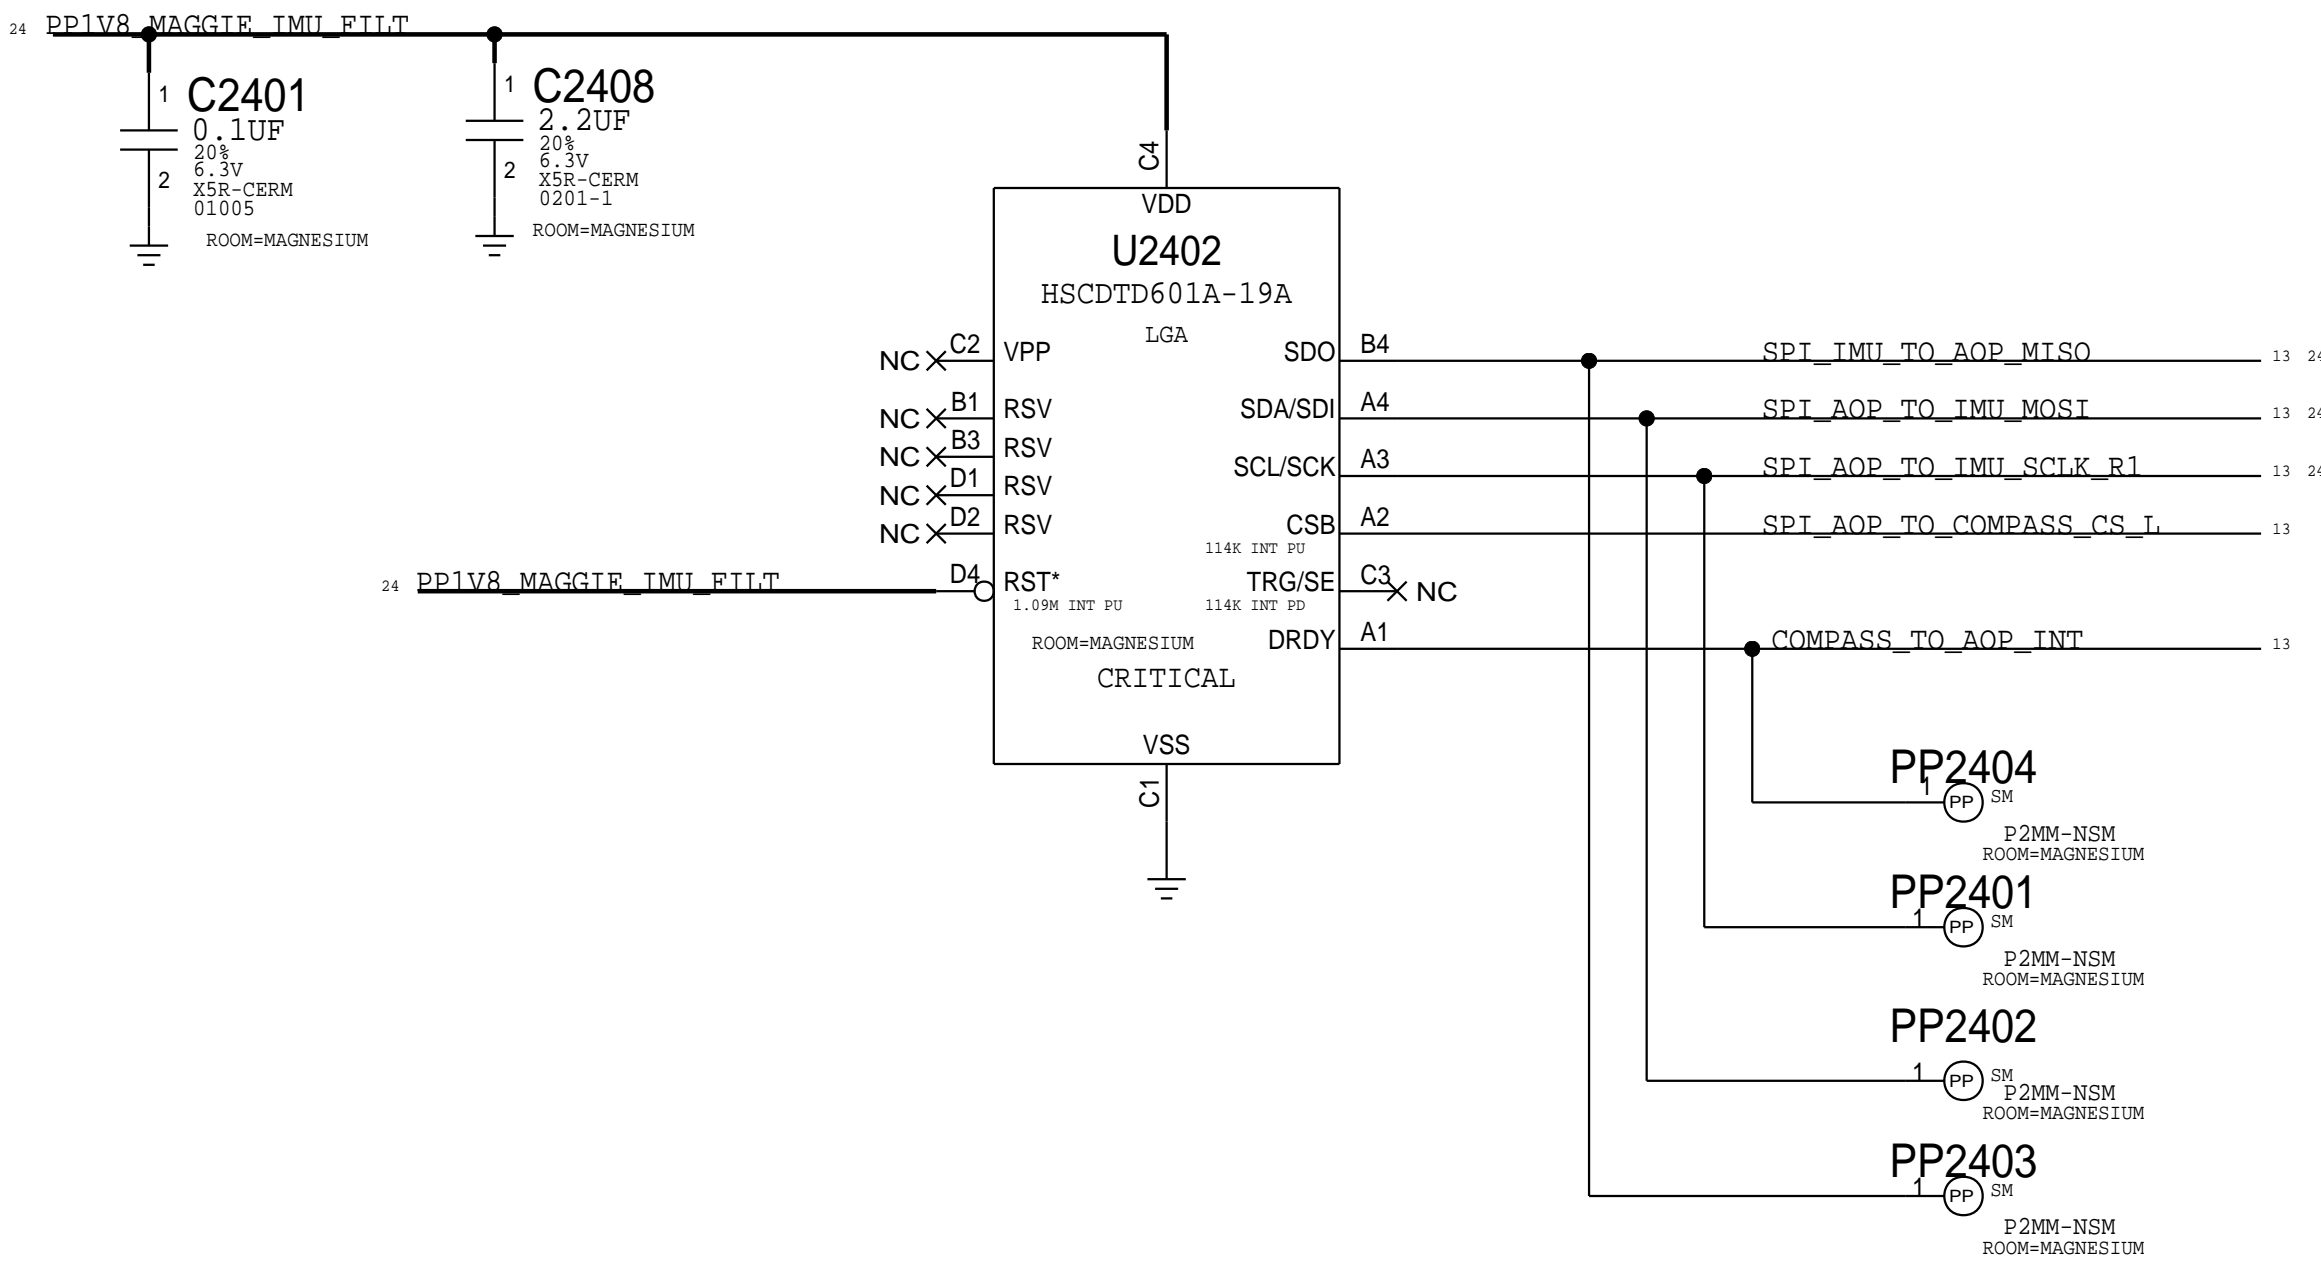 24 PP1V8_MAGGIE_IMU_FILT
1 C2401
0.1UF
20%
6.3V
2 X5R-CERM
01005
ROOM=MAGNESIUM
1 C2408
2.2UF
20%
6.3V
2 X5R-CERM
0201-1
ROOM=MAGNESIUM
C4
VDD
U2402
HSCDTD601A-19A
LGA
NC C2 VPP
NC B1 RSV
NC B3 RSV
NC D1 RSV
NC D2 RSV
24 PP1V8_MAGGIE_IMU_FILT D4 RST*
1.09M INT PU
SDO B4 SPI_IMU_TO_AOP_MISO 13 24
SDA/SDI A4 SPI_AOP_TO_IMU_MOSI 13 24
SCL/SCK A3 SPI_AOP_TO_IMU_SCLK_R1 13 24
CSB A2 SPI_AOP_TO_COMPASS_CS_L 13
114K INT PU
TRG/SE C3 NC
114K INT PD
DRDY A1 COMPASS_TO_AOP_INT 13
ROOM=MAGNESIUM
CRITICAL
VSS
C1
PP2404
1 PP SM
P2MM-NSM
ROOM=MAGNESIUM
PP2401
1 PP SM
P2MM-NSM
ROOM=MAGNESIUM
PP2402
1 PP SM
P2MM-NSM
ROOM=MAGNESIUM
PP2403
1 PP SM
P2MM-NSM
ROOM=MAGNESIUM